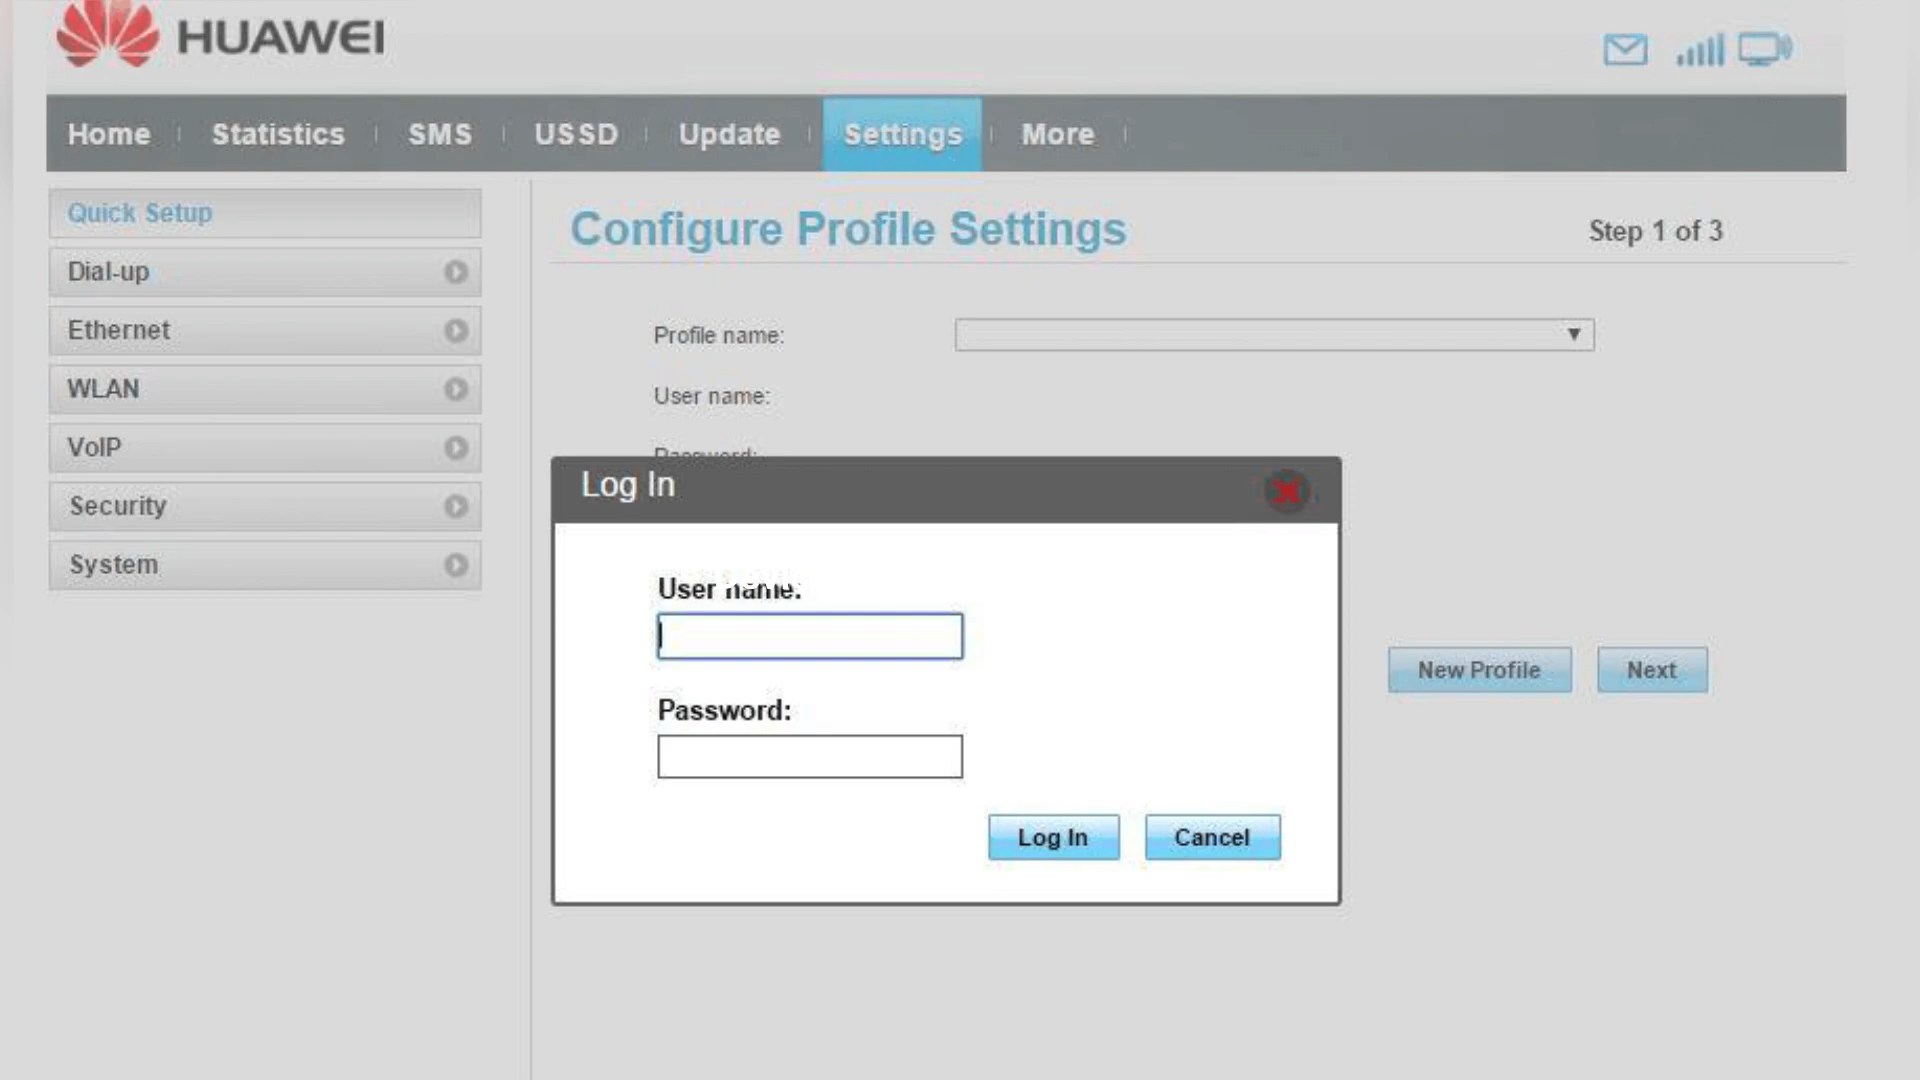 HUAWEI
Home
Statistics
SMS
USSD
Update
Settings
More
Quick Setup
Dial-up
Ethernet
WLAN
VoIP
Security
System
Configure Profile Settings
Step 1 of 3
Profile name:
User name:
Password:
Log In
User name:
Password:
Log In
Cancel
New Profile
Next